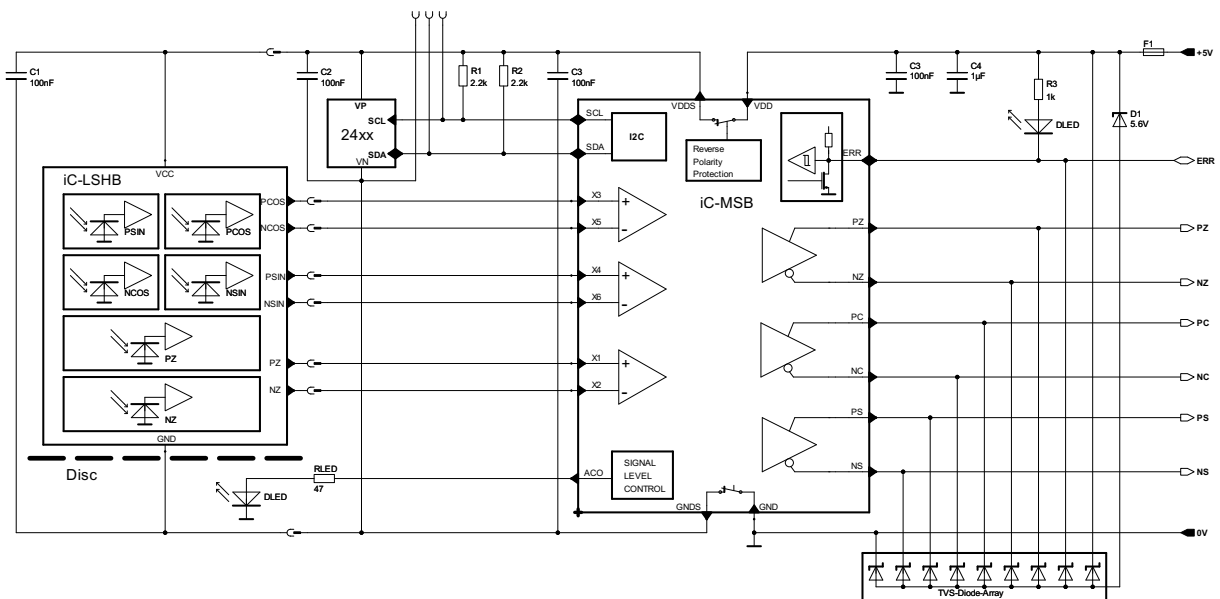 C1
100nF
C2
100nF
R1
2.2k
R2
2.2k
C3
100nF
C3
100nF
C4
1µF
F1
+5V
R3
1k
DLED
D1
5.6V
VP
SCL
24xx
SDA
VN
SCL
SDA
I2C
VDDS
VDD
Reverse
Polarity
Protection
ERR
ERR
iC-MSB
iC-LSHB
VCC
PSIN
PCOS
NCOS
NSIN
PZ
NZ
GND
PCOS
NCOS
PSIN
NSIN
PZ
NZ
X3
+
X5
-
X4
+
X6
-
X1
+
X2
-
PZ
PZ
NZ
NZ
PC
PC
NC
NC
PS
PS
NS
NS
Disc
DLED
RLED
47
ACO
SIGNAL
LEVEL
CONTROL
GNDS
GND
0V
TVS-Diode-Array